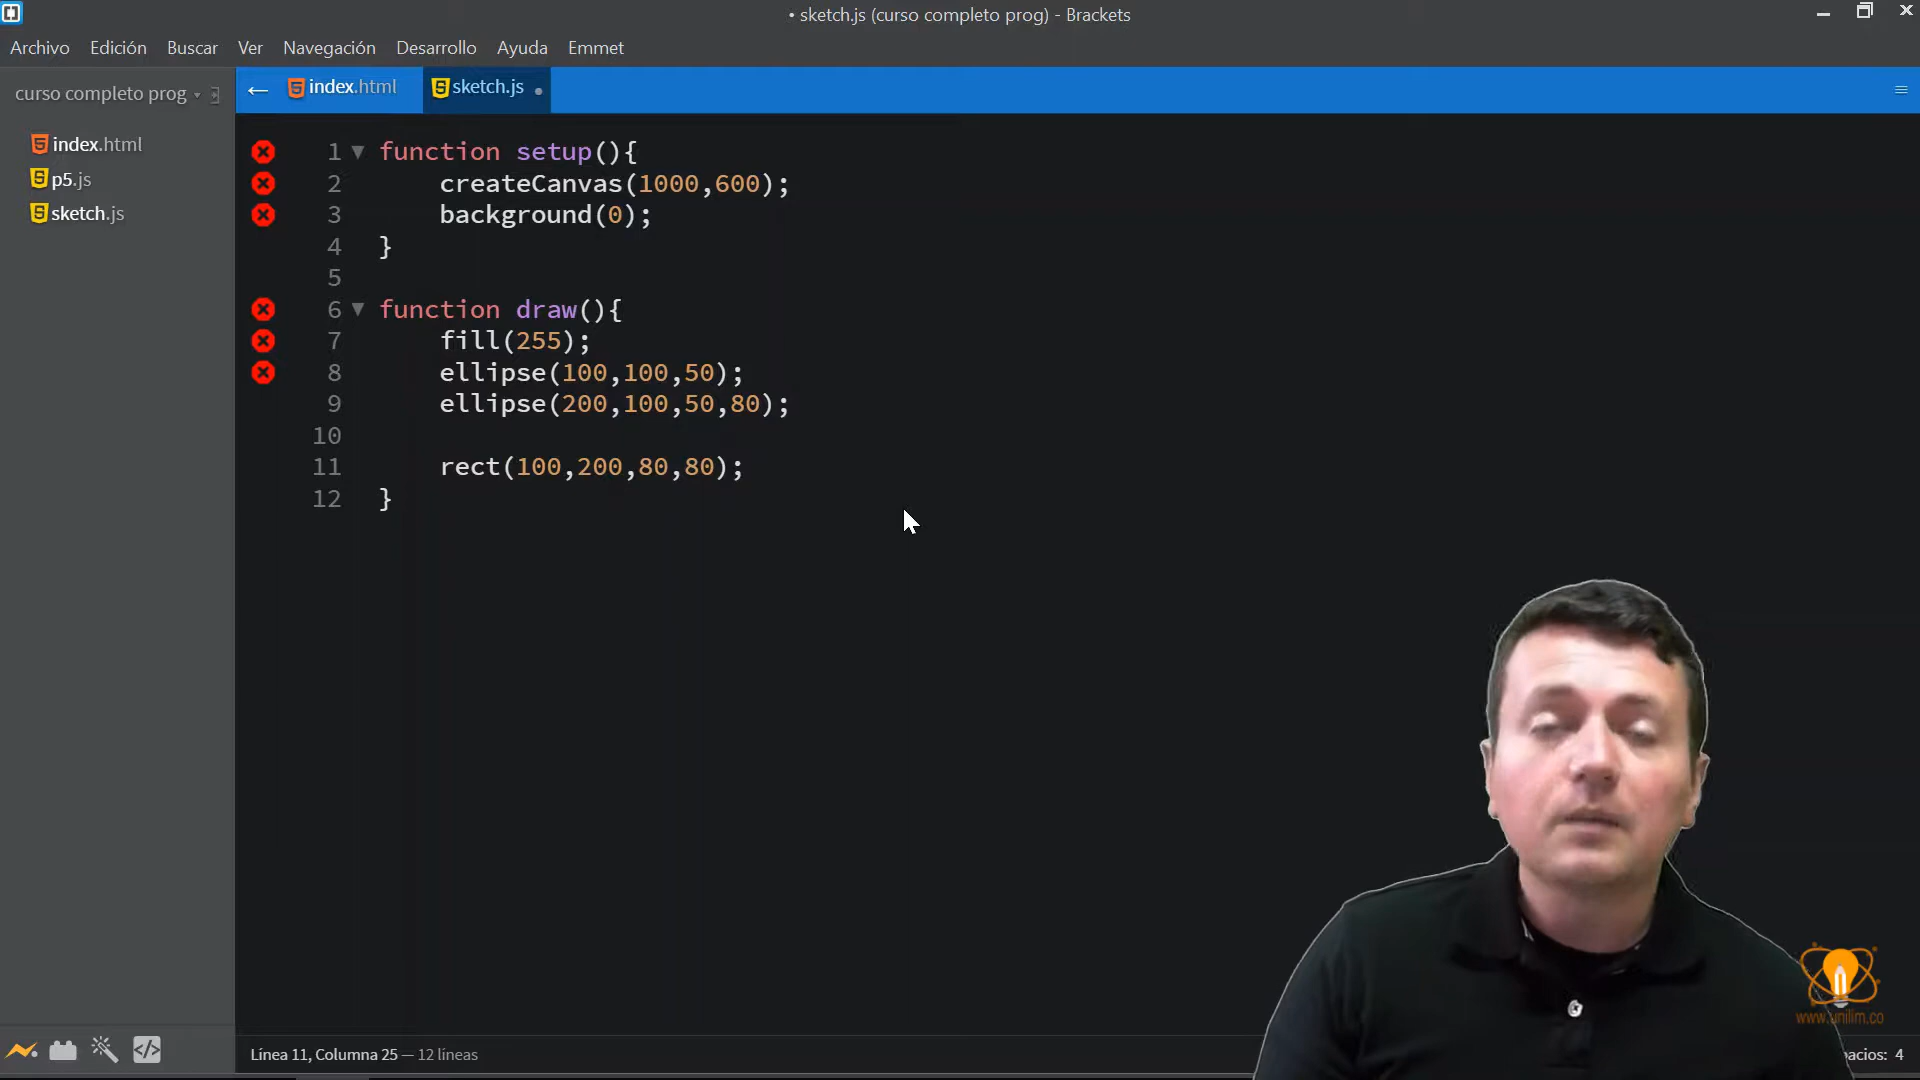 • sketch.js (curso completo prog) - Brackets
Archivo Edición Buscar Ver Navegación Desarrollo Ayuda Emmet
curso completo prog
index.html
p5.js
sketch.js
index.html
sketch.js •
1 function setup(){
2 createCanvas(1000,600);
3 background(0);
4 }
5
6 function draw(){
7 fill(255);
8 ellipse(100,100,50);
9 ellipse(200,100,50,80);
10
11 rect(100,200,80,80);
12 }
www.unilim.co
Línea 11, Columna 25 — 12 líneas
acios: 4